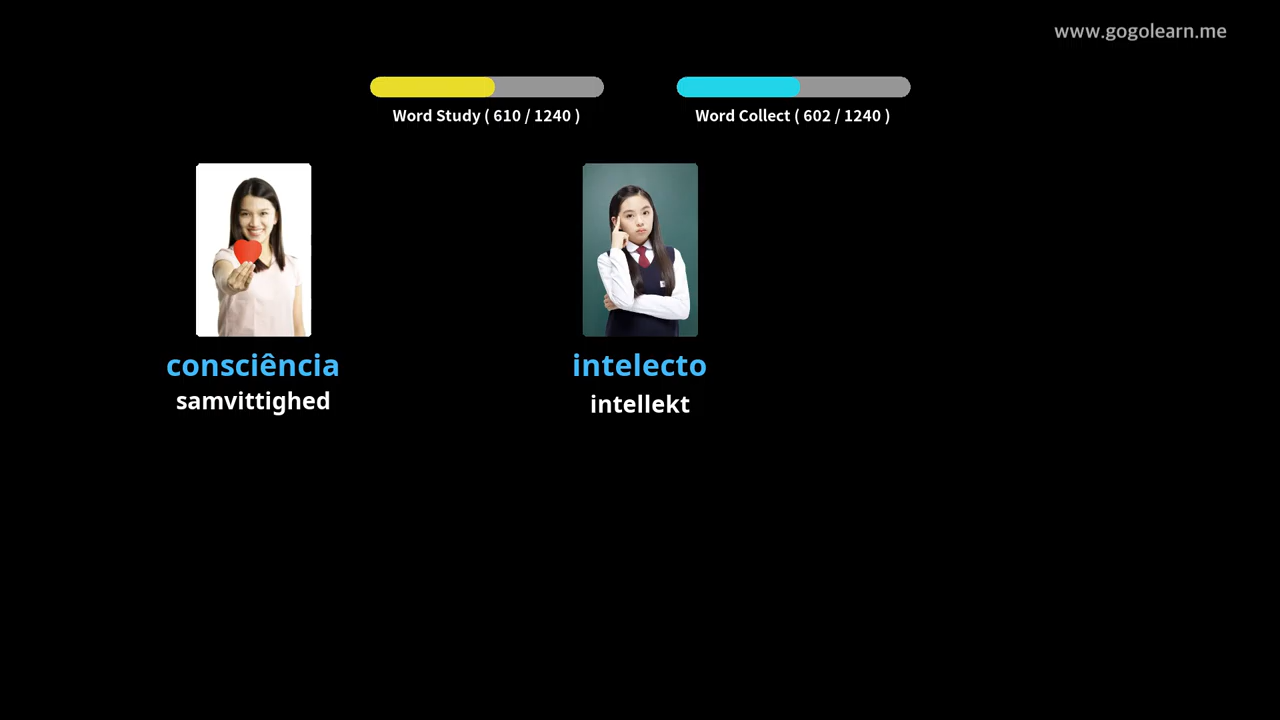 www.gogolearn.me
Word Study ( 610 / 1240 )
Word Collect ( 602 / 1240 )
consciência
samvittighed
intelecto
intellekt